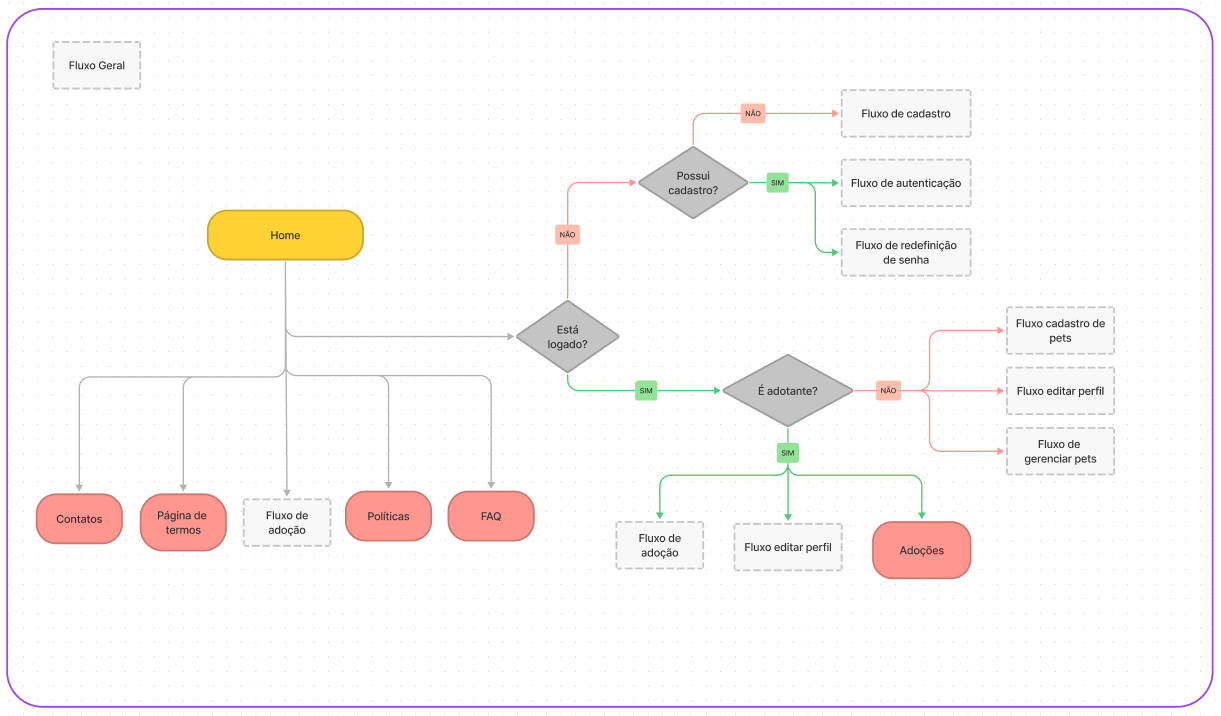 Fluxo Geral
NÃO
Fluxo de cadastro
Possui
cadastro?
SIM
Fluxo de autenticação
Home
NÃO
Fluxo de redefinição
de senha
Está
logado?
Fluxo cadastro de
pets
SIM
É adotante?
NÃO
Fluxo editar perfil
SIM
Fluxo de
gerenciar pets
Contatos
Página de
termos
Fluxo de
adoção
Políticas
FAQ
Fluxo de
adoção
Fluxo editar perfil
Adoções